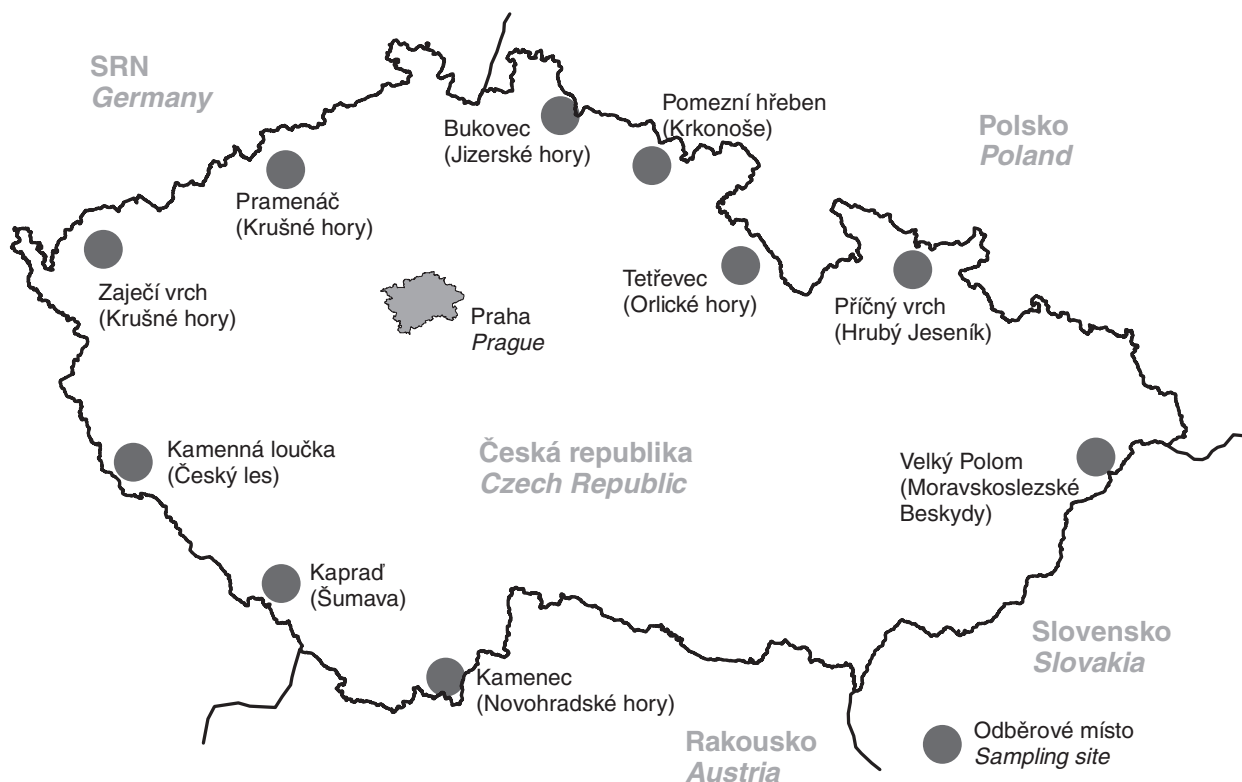 SRN
Germany
Pomezní hřeben
(Krkonoše)
Bukovec
(Jizerské hory)
Polsko
Poland
Pramenáč
(Krušné hory)
Zaječí vrch
(Krušné hory)
Tetřevec
(Orlické hory)
Příčný vrch
(Hrubý Jeseník)
Praha
Prague
Kamenná loučka
(Český les)
Česká republika
Czech Republic
Velký Polom
(Moravskoslezské
Beskydy)
Kapraď
(Šumava)
Slovensko
Slovakia
Kamenec
(Novohradské hory)
Rakousko
Austria
Odběrové místo
Sampling site